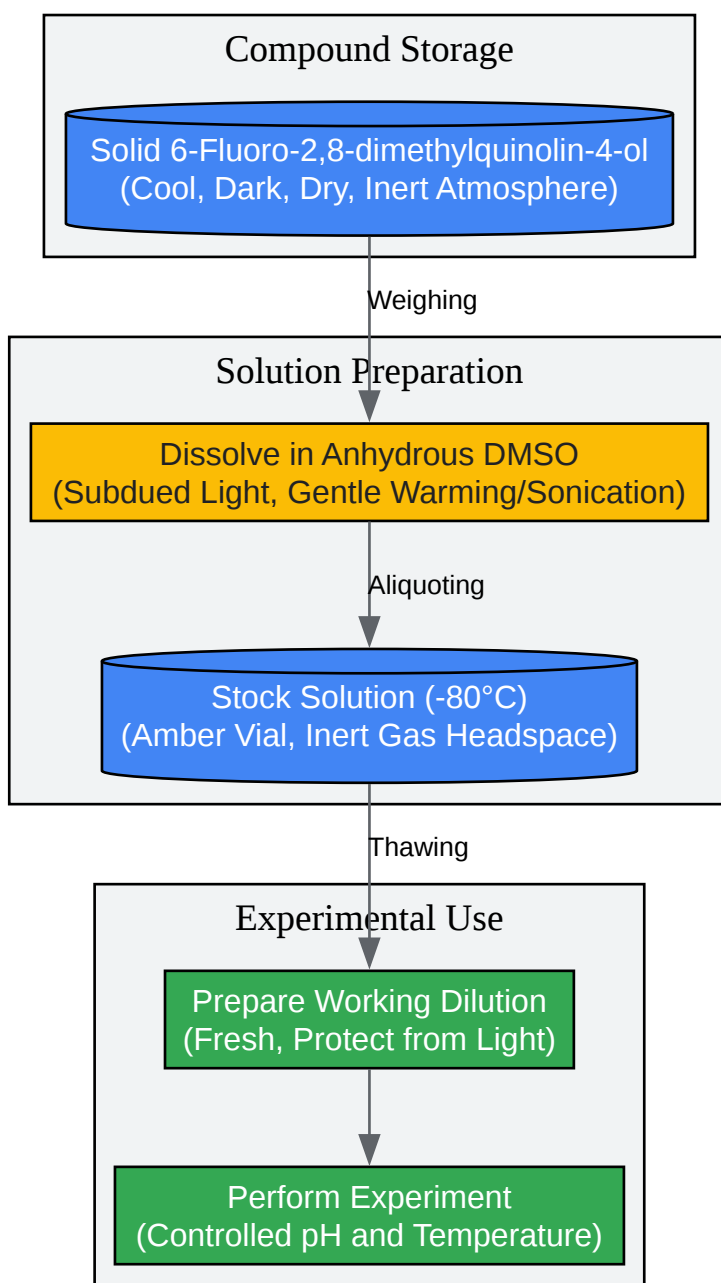 Compound Storage
Solid 6-Fluoro-2,8-dimethylquinolin-4-ol
(Cool, Dark, Dry, Inert Atmosphere)
Weighing
Solution Preparation
Dissolve in Anhydrous DMSO
(Subdued Light, Gentle Warming/Sonication)
Aliquoting
Stock Solution (-80°C)
(Amber Vial, Inert Gas Headspace)
Thawing
Experimental Use
Prepare Working Dilution
(Fresh, Protect from Light)
Perform Experiment
(Controlled pH and Temperature)